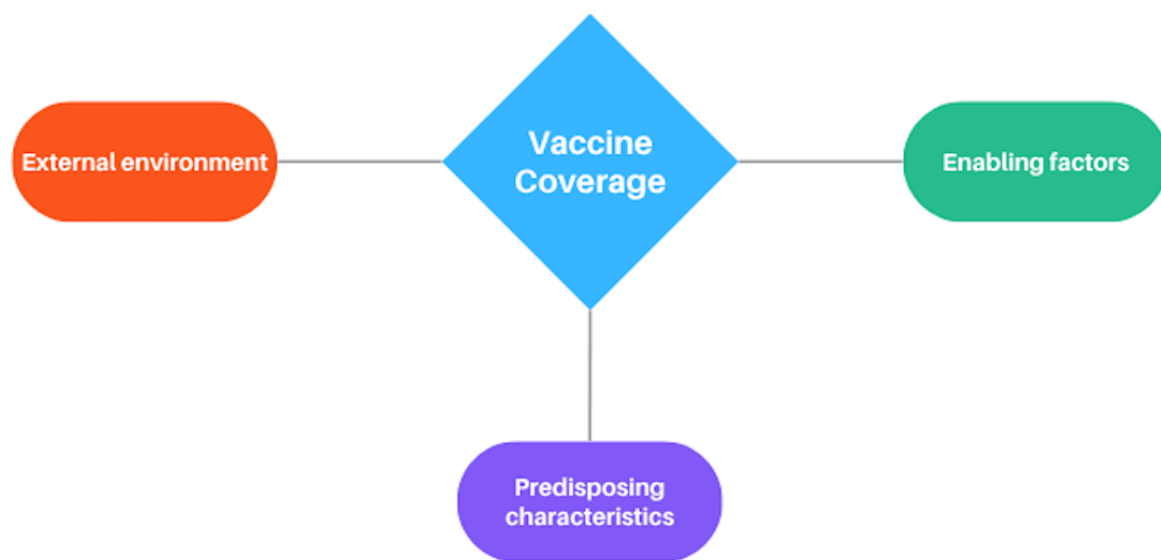 Vaccine
Coverage
External environment
Enabling factors
Predisposing
characteristics